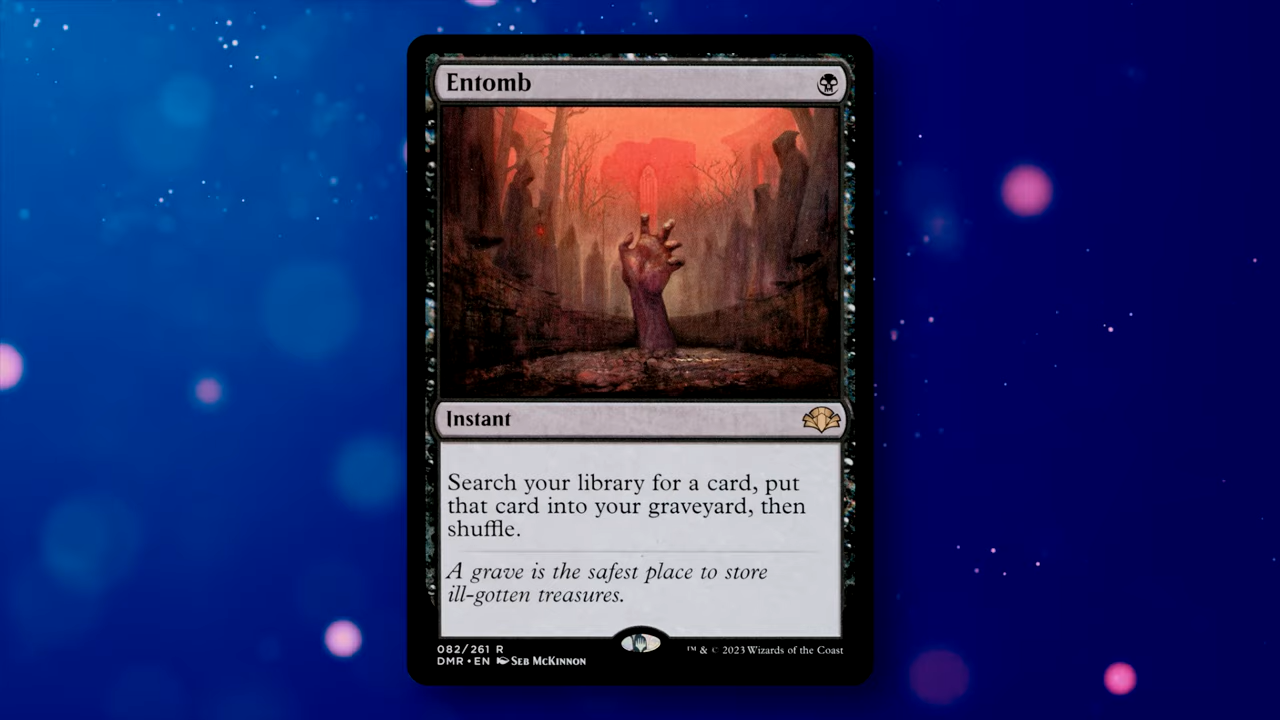 Entomb
Instant
Search your library for a card, put
that card into your graveyard, then
shuffle.
A grave is the safest place to store
ill-gotten treasures.
082/261 R
DMR • EN Seb McKinnon
™ & © 2023 Wizards of the Coast